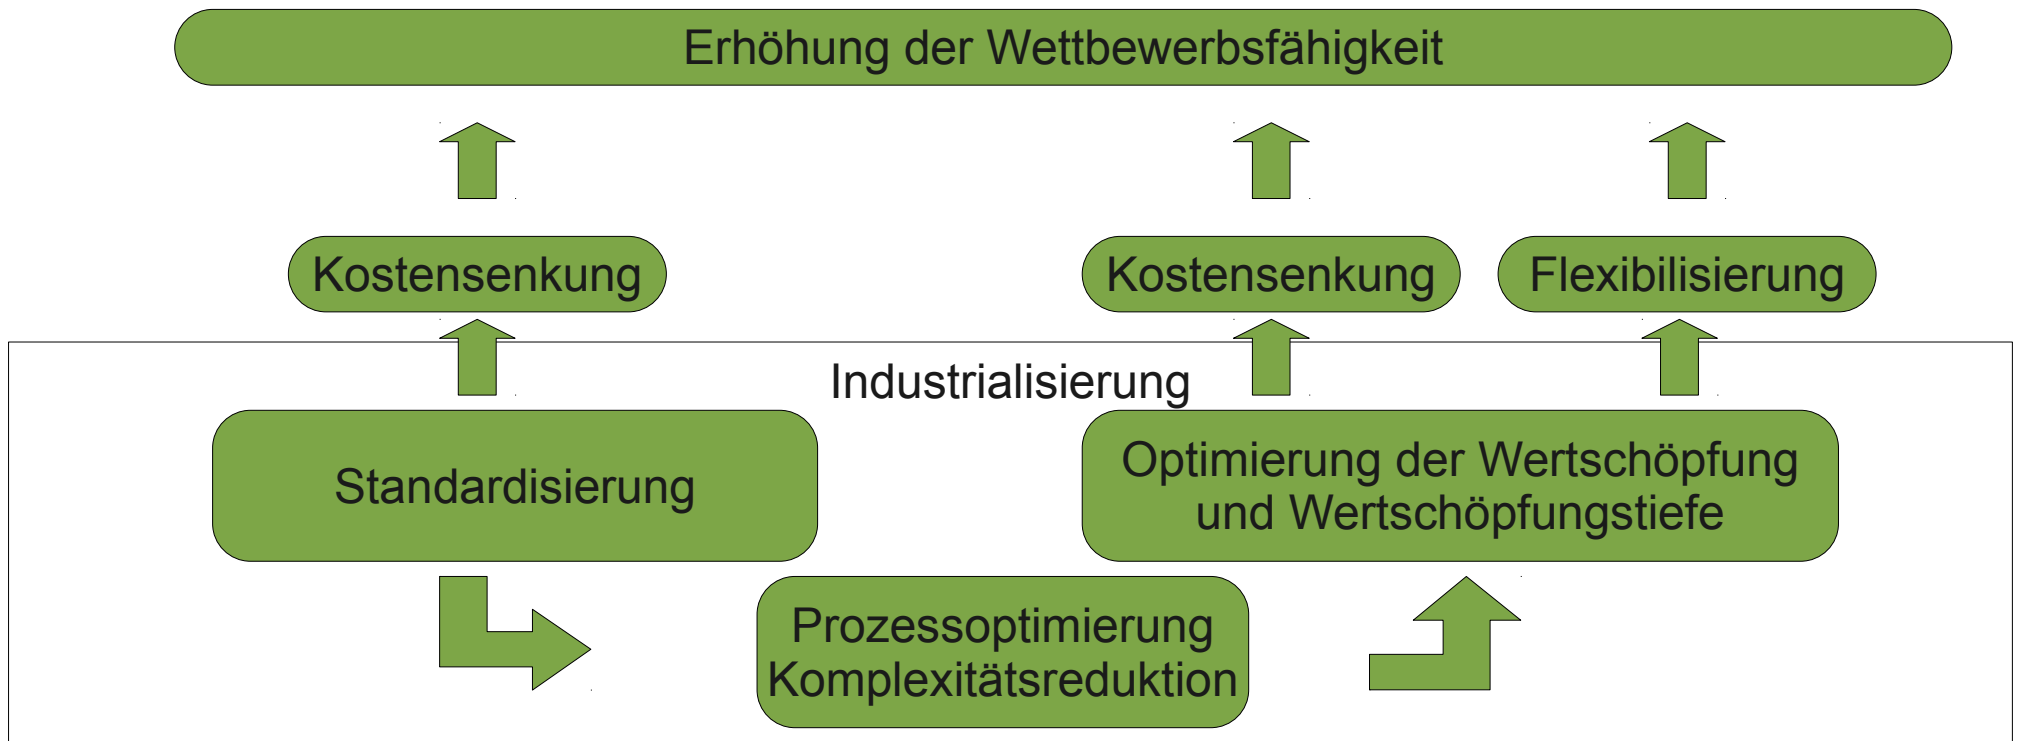 Erhöhung der Wettbewerbsfähigkeit
Kostensenkung
Kostensenkung
Flexibilisierung
Industrialisierung
Standardisierung
Optimierung der Wertschöpfung
und Wertschöpfungstiefe
Prozessoptimierung
Komplexitätsreduktion